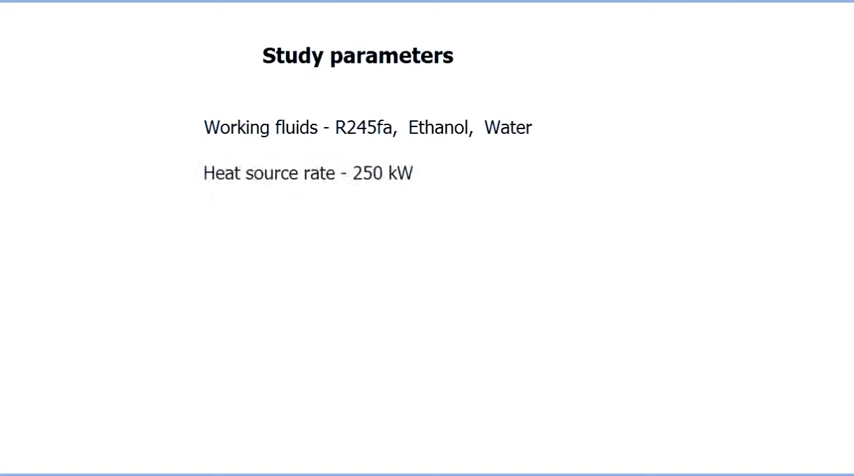 Study parameters
Working fluids - R245fa, Ethanol, Water
Heat source rate - 250 kW